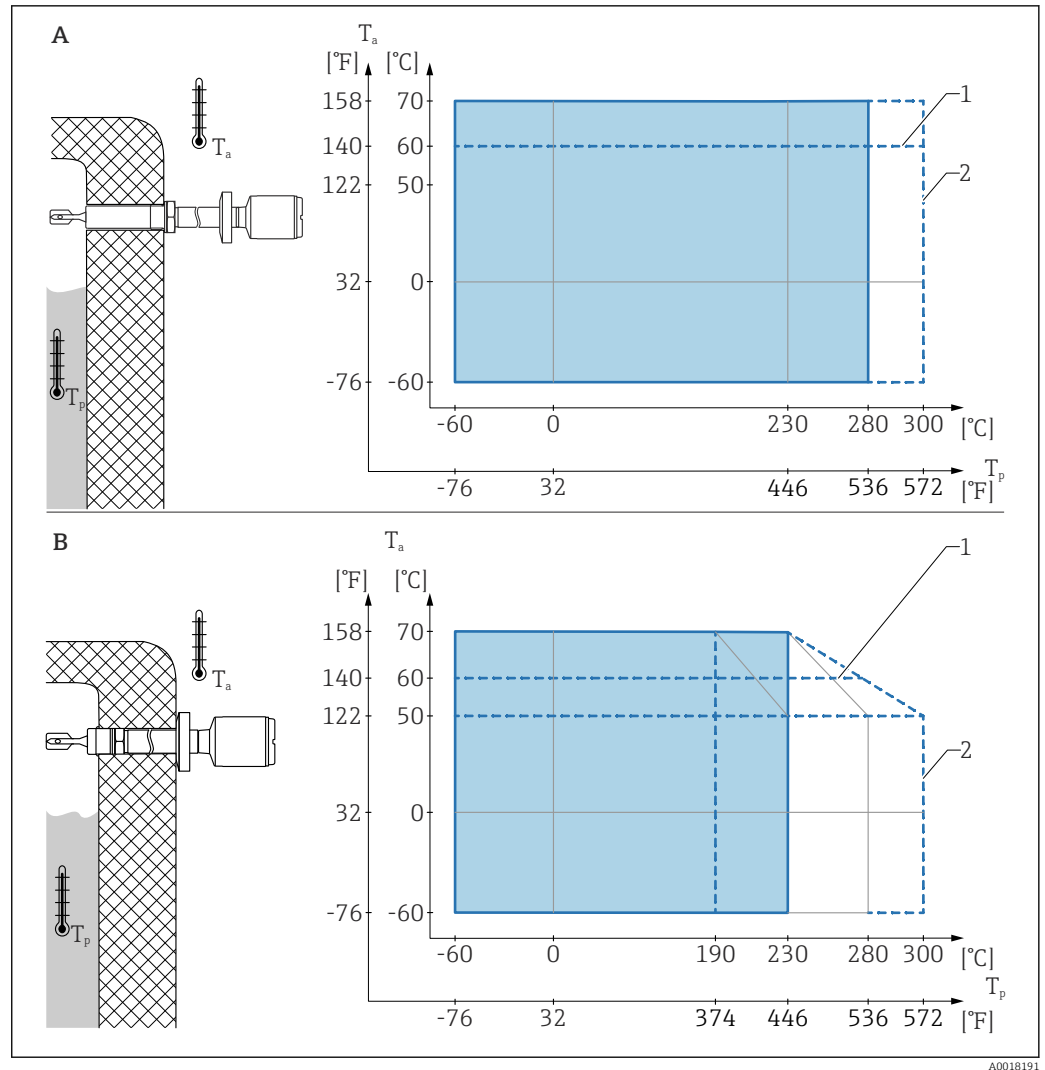 A
Tₐ
[°F] [°C]
158 70
140 60
122 50
32 0
-76 -60
1
2
Tₐ
Tₚ
-60 0 230 280 300 [°C]
Tₚ
-76 32 446 536 572 [°F]
B
Tₐ
[°F] [°C]
158 70
140 60
122 50
32 0
-76 -60
1
2
Tₐ
Tₚ
-60 0 190 230 280 300 [°C]
Tₚ
-76 32 374 446 536 572 [°F]
A0018191